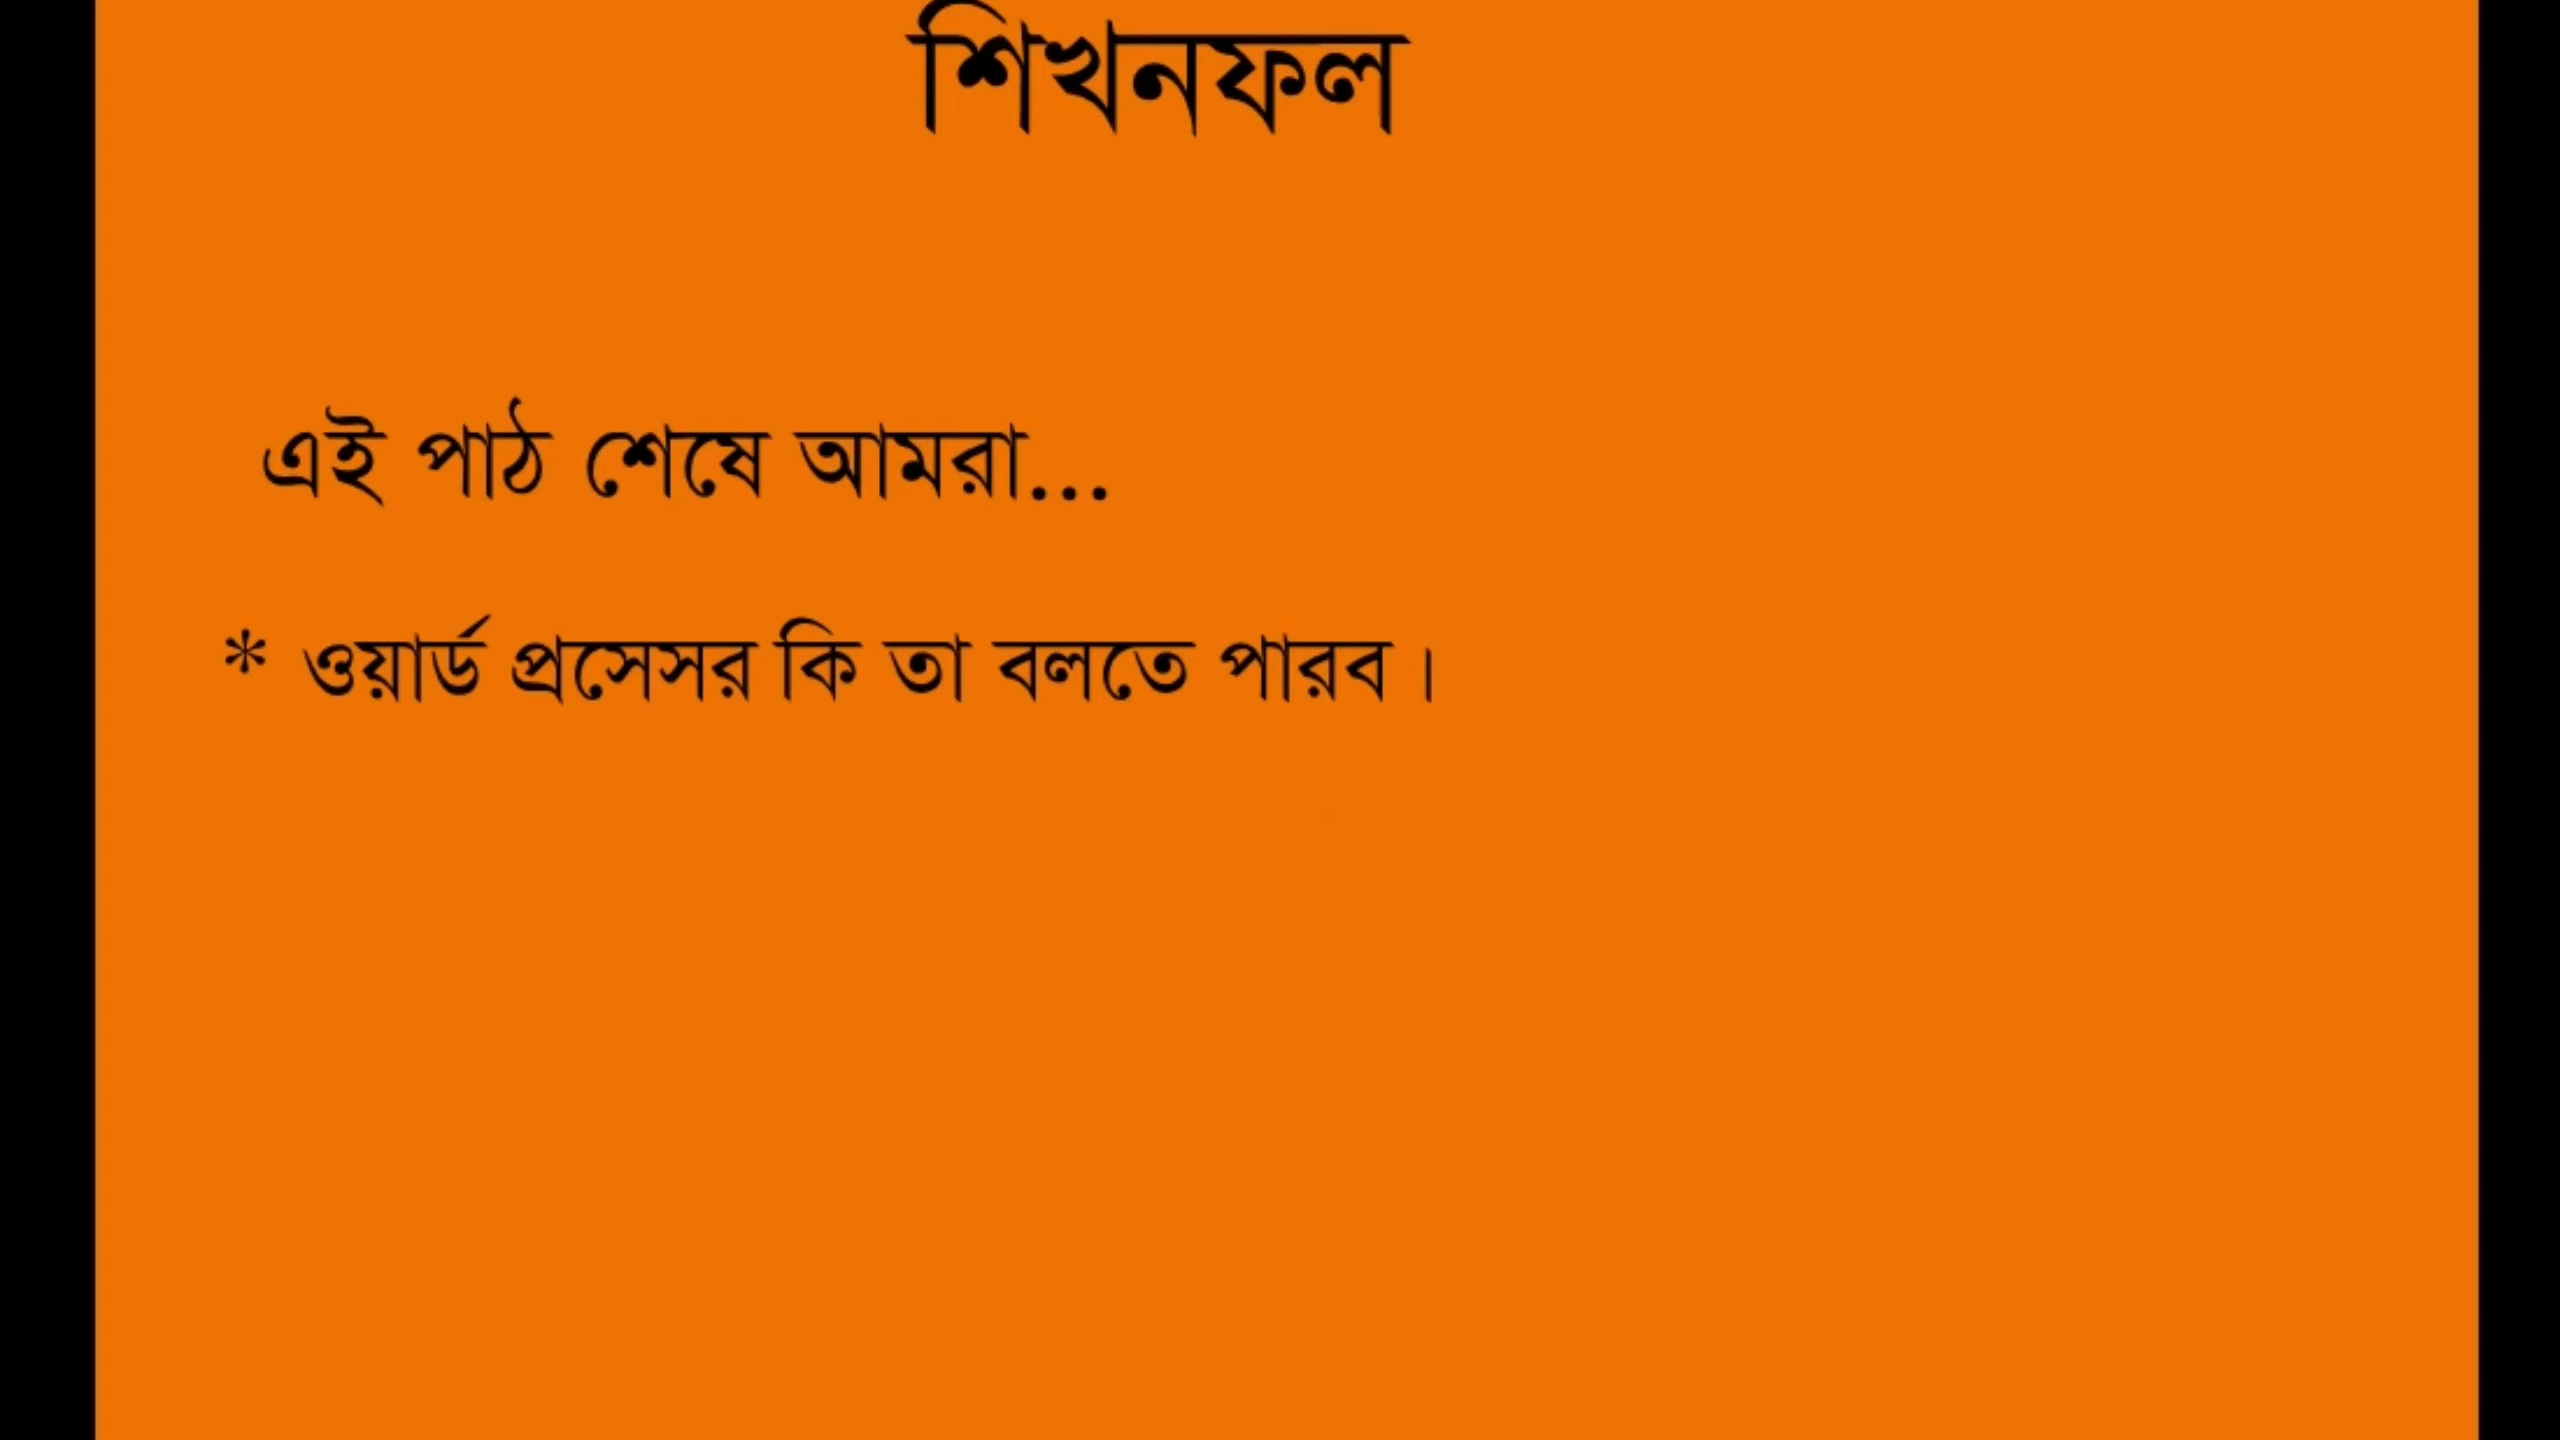 শিখনফল
এই পাঠ শেষে আমরা...
* ওয়ার্ড প্রসেসর কি তা বলতে পারব।